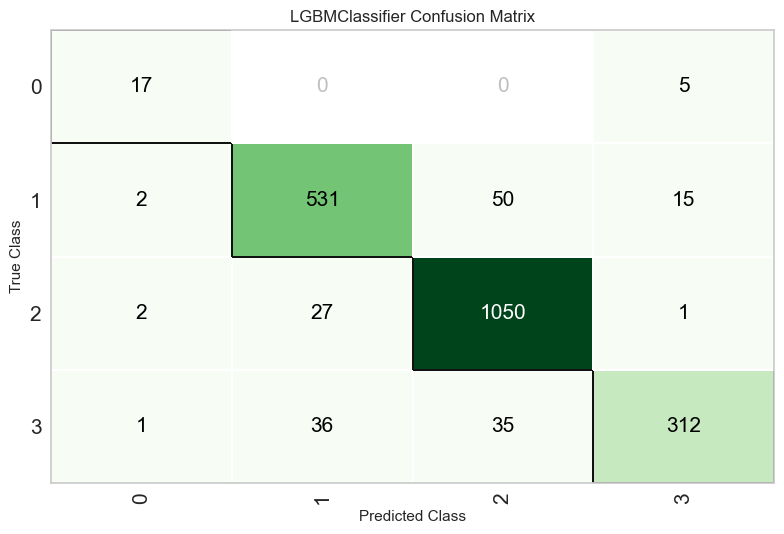 LGBMClassifier Confusion Matrix
0 17 0 0 5
1 2 531 50 15
2 2 27 1050 1
3 1 36 35 312
0 1 2 3
True Class
Predicted Class